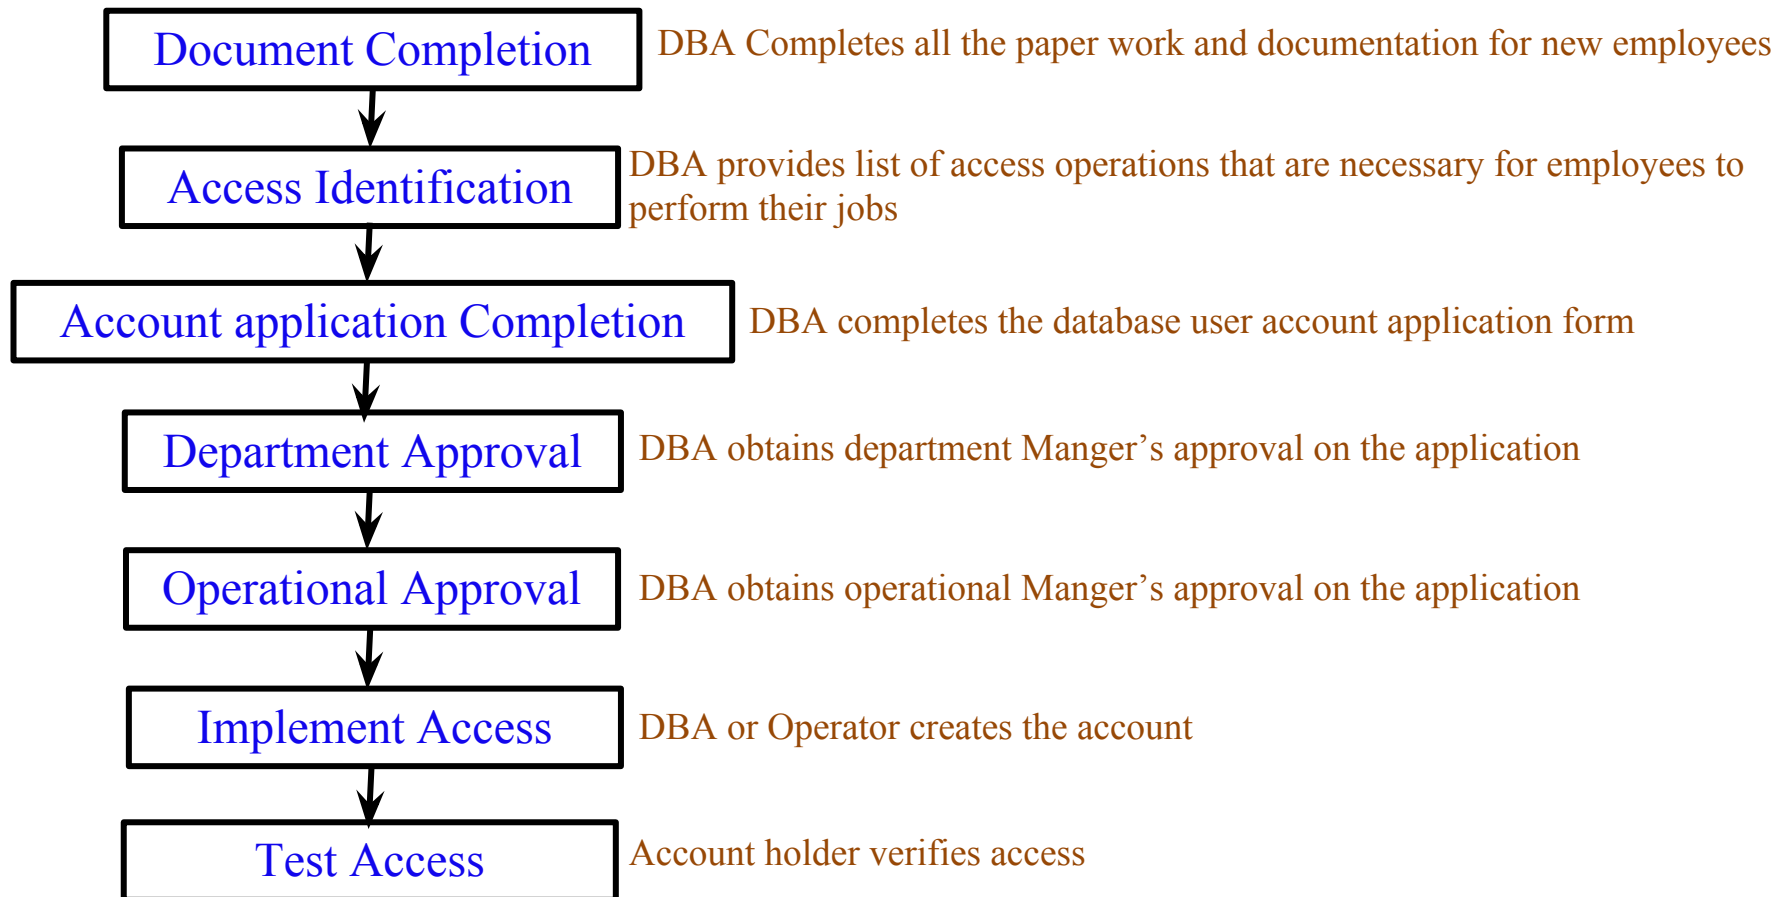 Document Completion
DBA Completes all the paper work and documentation for new employees
Access Identification
DBA provides list of access operations that are necessary for employees to
perform their jobs
Account application Completion
DBA completes the database user account application form
Department Approval
DBA obtains department Manger’s approval on the application
Operational Approval
DBA obtains operational Manger’s approval on the application
Implement Access
DBA or Operator creates the account
Test Access
Account holder verifies access